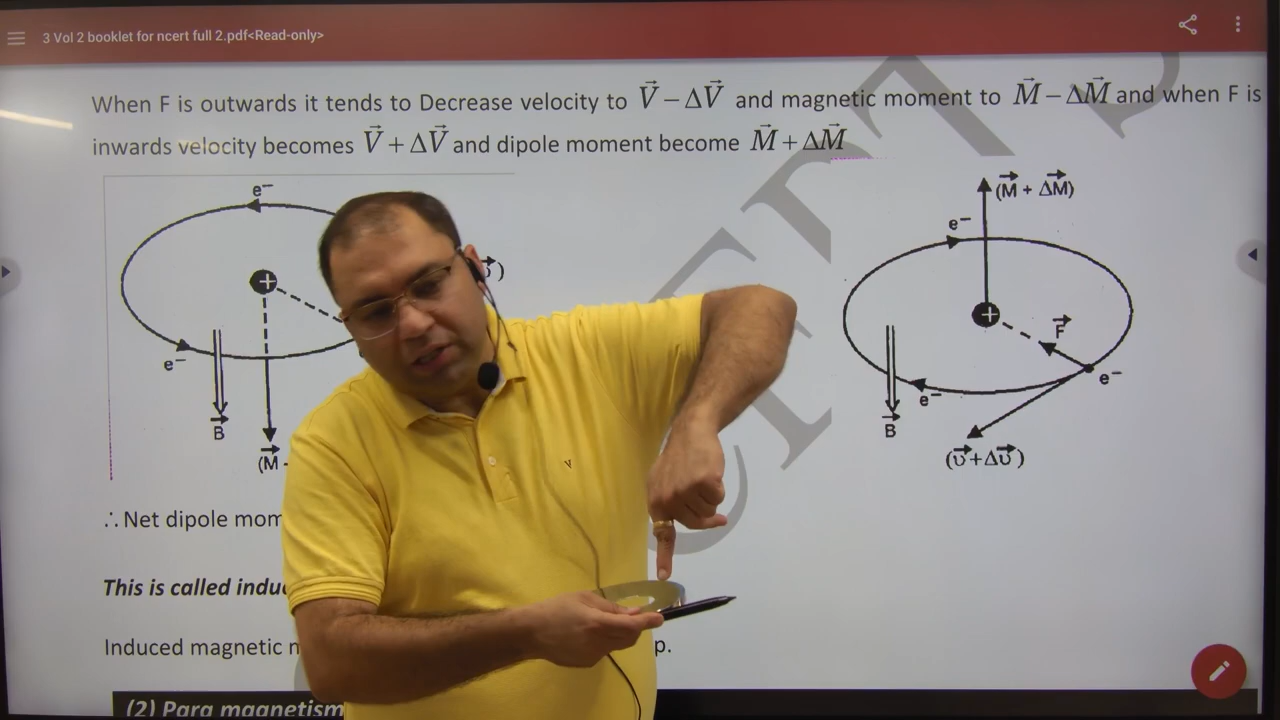 3 Vol 2 booklet for ncert full 2.pdf<Read-only>
When F is outwards it tends to Decrease velocity to V⃗ − ΔV⃗ and magnetic moment to M⃗ − ΔM⃗ and when F is
inwards velocity becomes V⃗ + ΔV⃗ and dipole moment become M⃗ + ΔM⃗
e⁻
e⁻
B⃗
(M⃗ -
(M⃗ + ΔM⃗)
e⁻
F⃗
e⁻
e⁻
B⃗
(υ⃗+Δυ⃗)
∴ Net dipole
This is called
Induced magnetic
p.
(2) Para magnetism